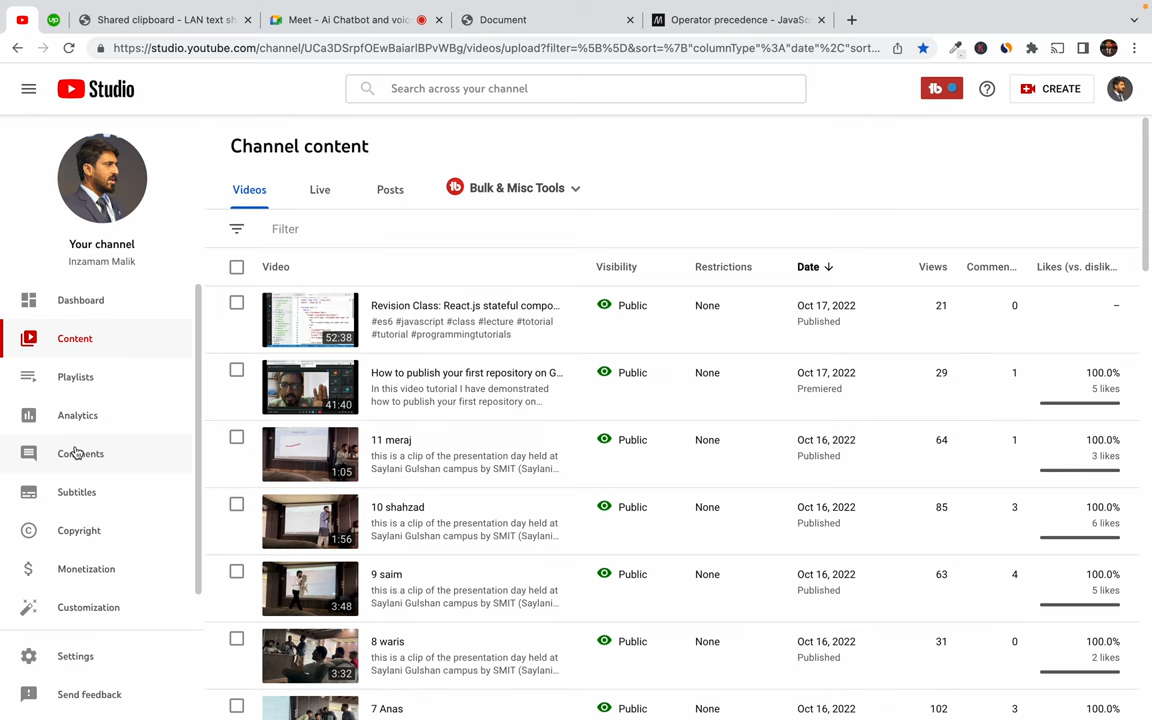 Shared clipboard - LAN text sh
Meet - Ai Chatbot and voic
Document
Operator precedence - JavaSc
https://studio.youtube.com/channel/UCa3DSrpfOEwBaiarlBPvWBg/videos/upload?filter=%5B%5D&sort=%7B"columnType"%3A"date"%2C"sort...
Studio
Search across your channel
CREATE
Your channel
Inzamam Malik
Dashboard
Content
Playlists
Analytics
Comments
Subtitles
Copyright
Monetization
Customization
Settings
Send feedback
Channel content
Videos Live Posts Bulk & Misc Tools
Filter
Video Visibility Restrictions Date Views Commen... Likes (vs. dislik...
52:38 Revision Class: React.js stateful compo... Public None Oct 17, 2022 21 0 –
#es6 #javascript #class #lecture #totorial Published
#tutorial #programmingtutorials
41:40 How to publish your first repository on G... Public None Oct 17, 2022 29 1 100.0%
In this video tutorial I have demonstrated Premiered 5 likes
how to publish your first repository on...
1:05 11 meraj Public None Oct 16, 2022 64 1 100.0%
this is a clip of the presentation day held at Published 3 likes
Saylani Gulshan campus by SMIT (Saylani...
1:56 10 shahzad Public None Oct 16, 2022 85 3 100.0%
this is a clip of the presentation day held at Published 6 likes
Saylani Gulshan campus by SMIT (Saylani...
3:48 9 saim Public None Oct 16, 2022 63 4 100.0%
this is a clip of the presentation day held at Published 5 likes
Saylani Gulshan campus by SMIT (Saylani...
3:32 8 waris Public None Oct 16, 2022 31 0 100.0%
this is a clip of the presentation day held at Published 2 likes
Saylani Gulshan campus by SMIT (Saylani...
7 Anas Public None Oct 16, 2022 102 3 100.0%